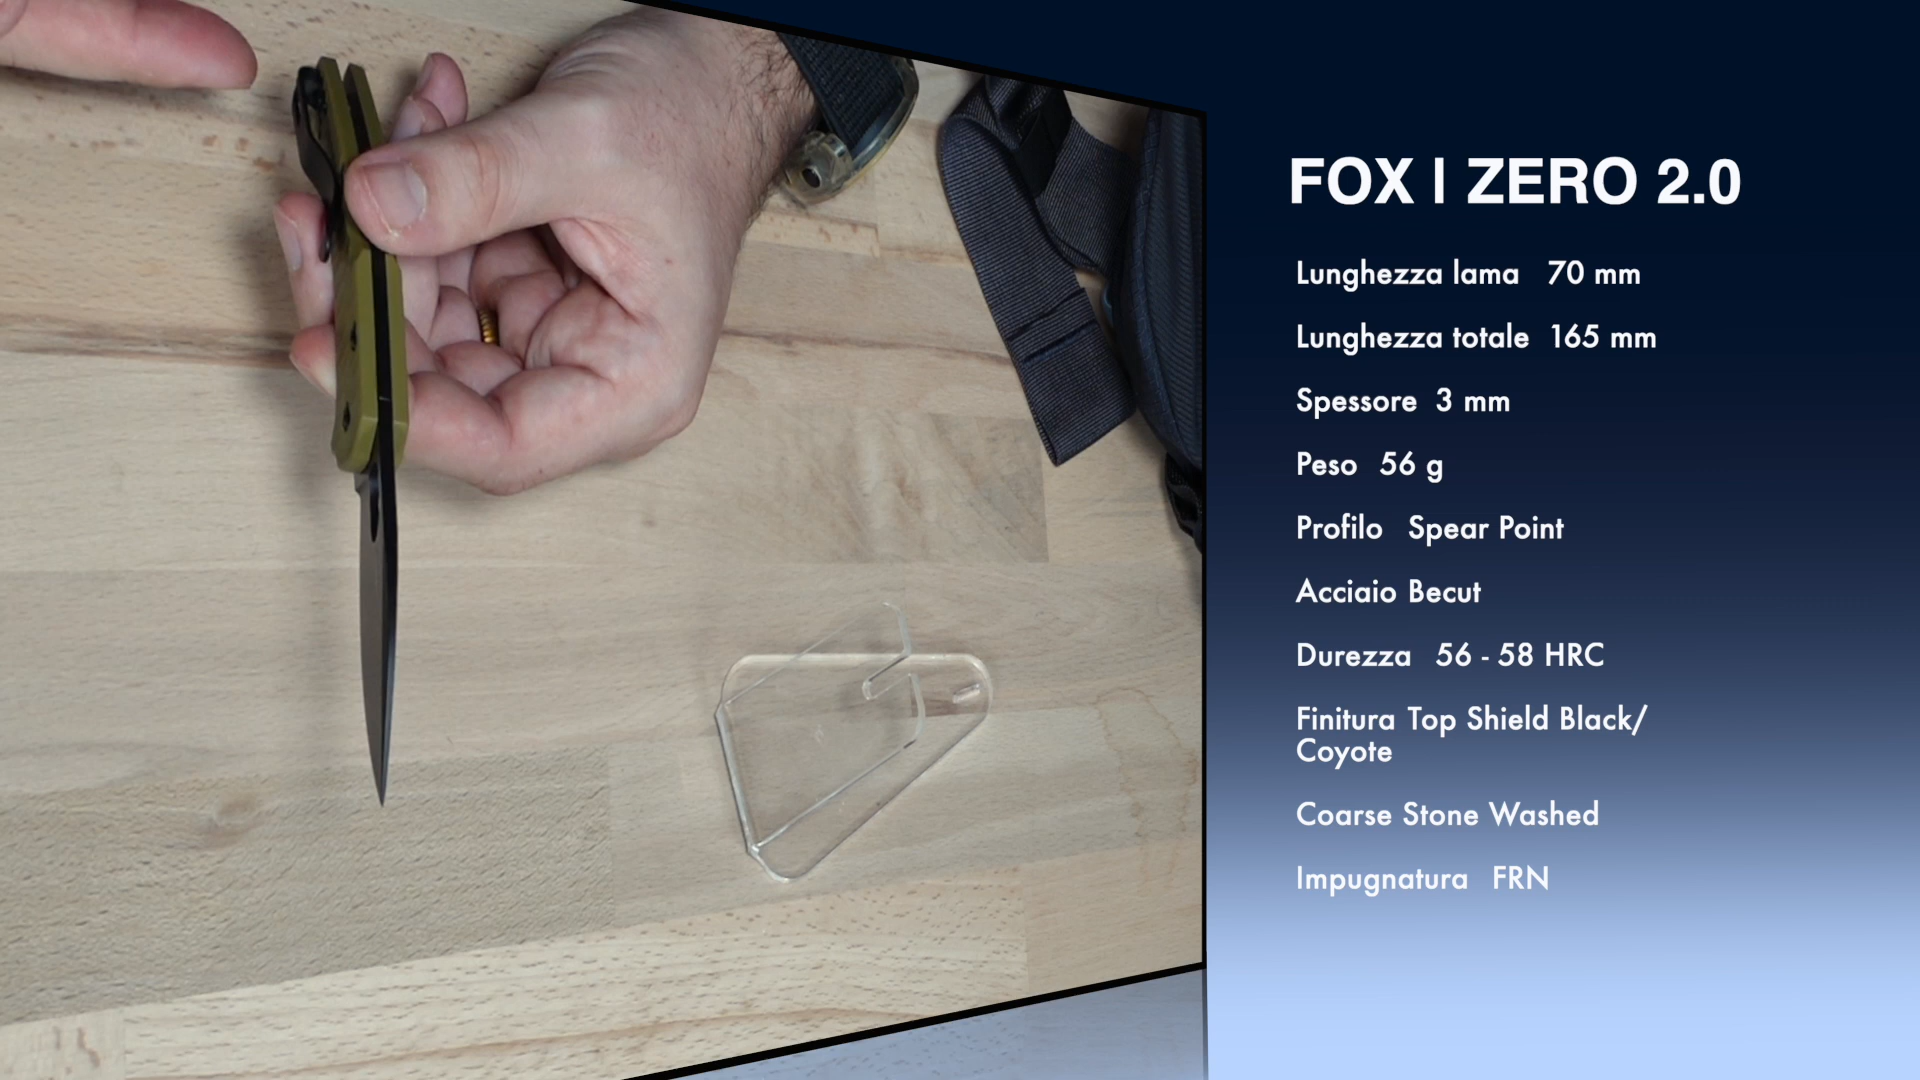 FOX | ZERO 2.0
Lunghezza lama 70 mm
Lunghezza totale 165 mm
Spessore 3 mm
Peso 56 g
Profilo Spear Point
Acciaio Becut
Durezza 56 - 58 HRC
Finitura Top Shield Black/
Coyote
Coarse Stone Washed
Impugnatura FRN